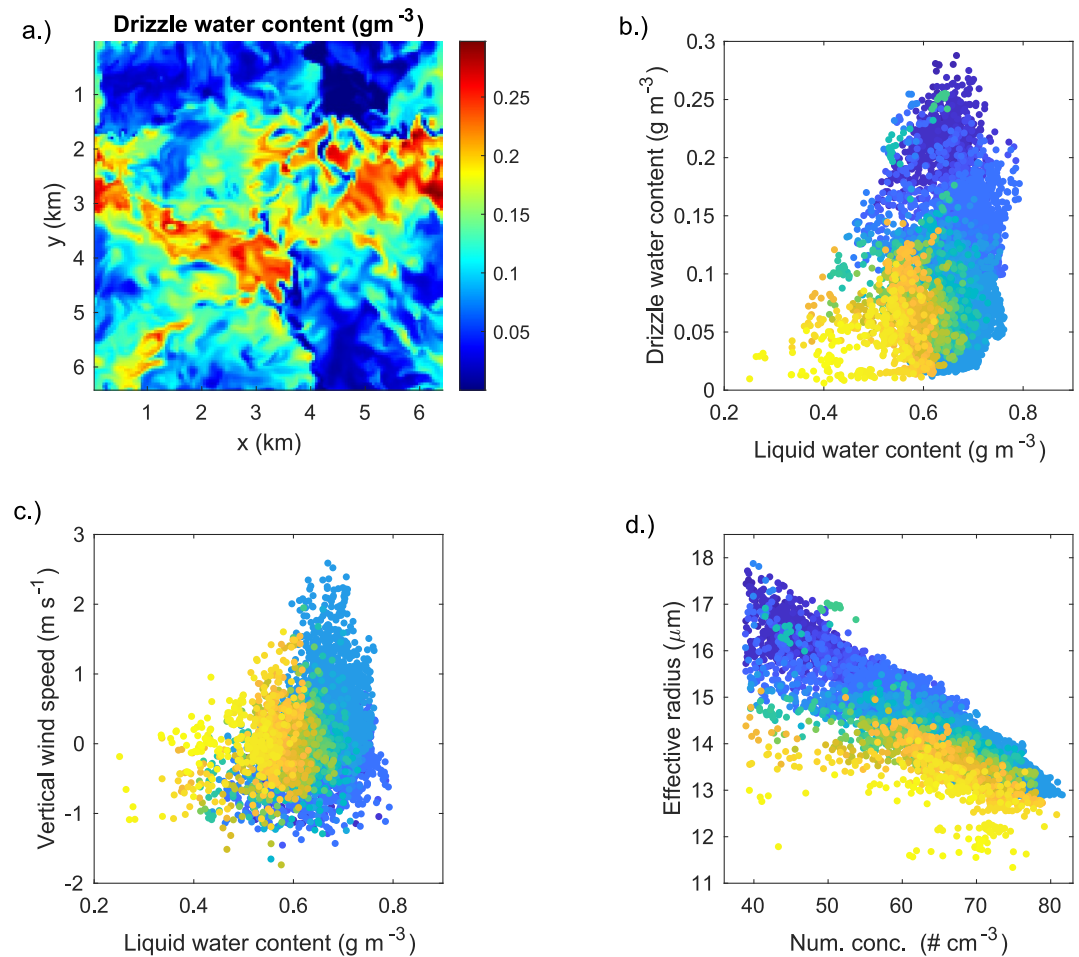 a.)
Drizzle water content (gm⁻³)
1
2
3
4
5
6
y (km)
1 2 3 4 5 6
x (km)
0.25
0.2
0.15
0.1
0.05
b.)
0.3
0.25
0.2
0.15
0.1
0.05
0
Drizzle water content (g m⁻³)
0.2 0.4 0.6 0.8
Liquid water content (g m⁻³)
c.)
3
2
1
0
-1
-2
Vertical wind speed (m s⁻¹)
0.2 0.4 0.6 0.8
Liquid water content (g m⁻³)
d.)
18
17
16
15
14
13
12
11
Effective radius (μm)
40 50 60 70 80
Num. conc. (# cm⁻³)